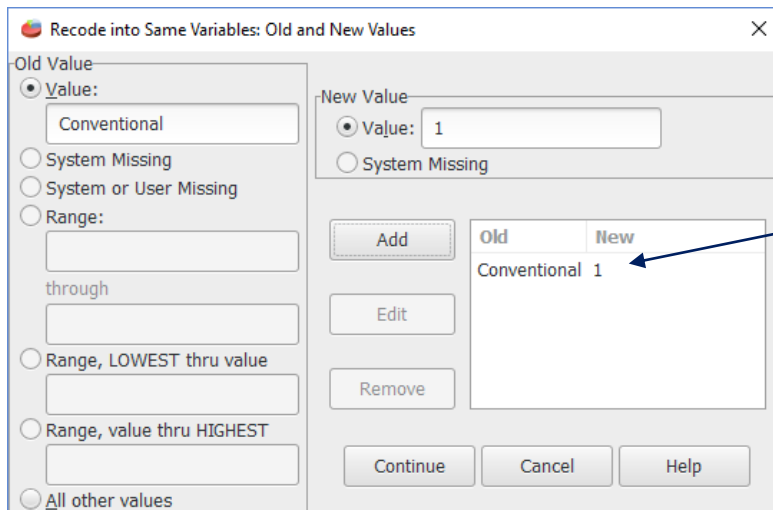 Recode into Same Variables: Old and New Values
Old Value
Value:
Conventional
System Missing
System or User Missing
Range:
through
Range, LOWEST thru value
Range, value thru HIGHEST
All other values
New Value
Value: 1
System Missing
Add
Edit
Remove
Old New
Conventional 1
Continue Cancel Help